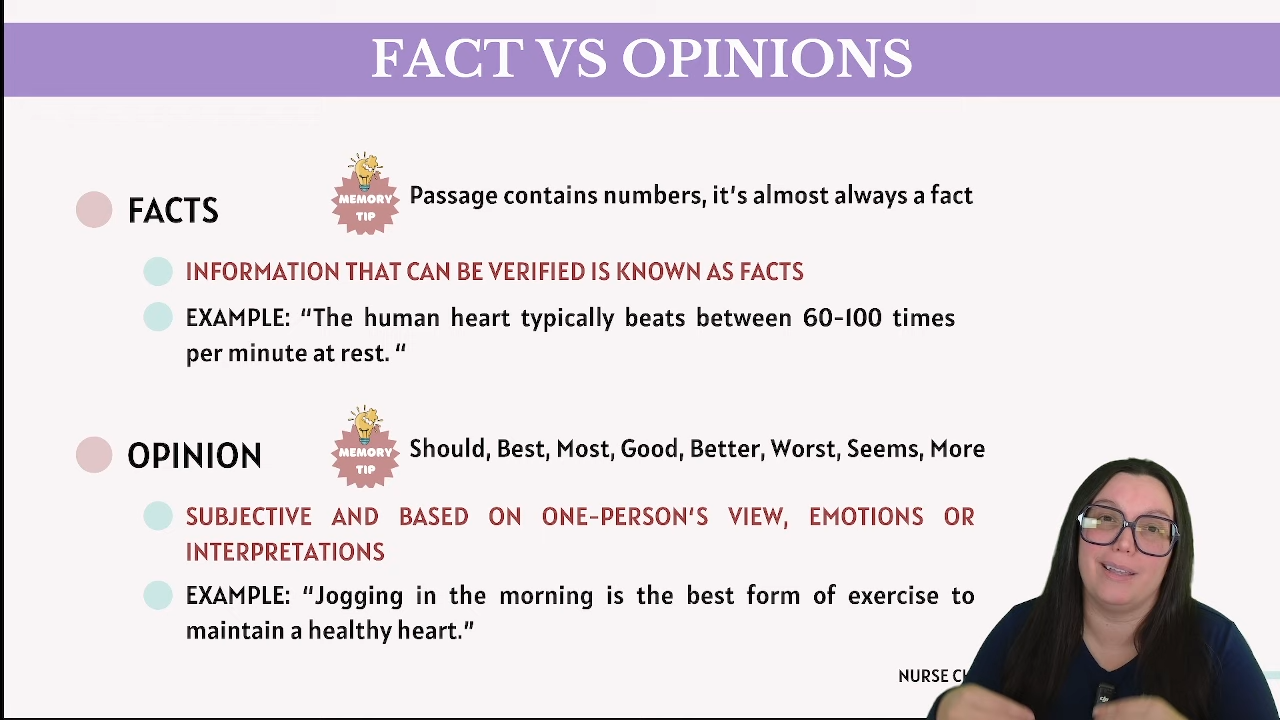 FACT VS OPINIONS
MEMORY
TIP
Passage contains numbers, it's almost always a fact
FACTS
INFORMATION THAT CAN BE VERIFIED IS KNOWN AS FACTS
EXAMPLE: “The human heart typically beats between 60-100 times
per minute at rest. “
MEMORY
TIP
Should, Best, Most, Good, Better, Worst, Seems, More
OPINION
SUBJECTIVE AND BASED ON ONE-PERSON'S VIEW, EMOTIONS OR
INTERPRETATIONS
EXAMPLE: “Jogging in the morning is the best form of exercise to
maintain a healthy heart.”
NURSE